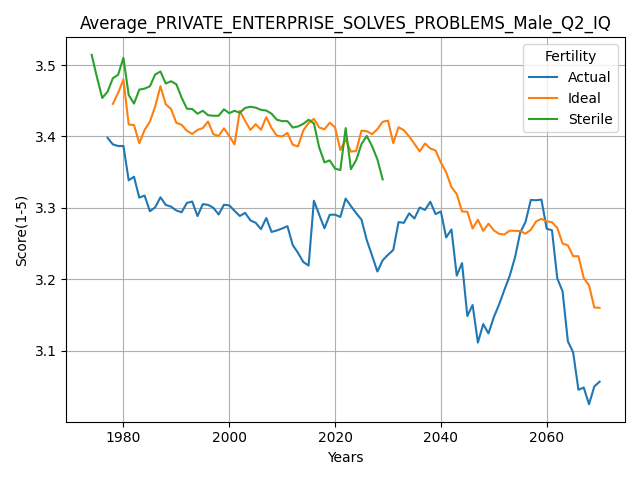 Average_PRIVATE_ENTERPRISE_SOLVES_PROBLEMS_Male_Q2_IQ
Fertility
Actual
Ideal
Sterile
Score(1-5)
3.5
3.4
3.3
3.2
3.1
1980 2000 2020 2040 2060
Years